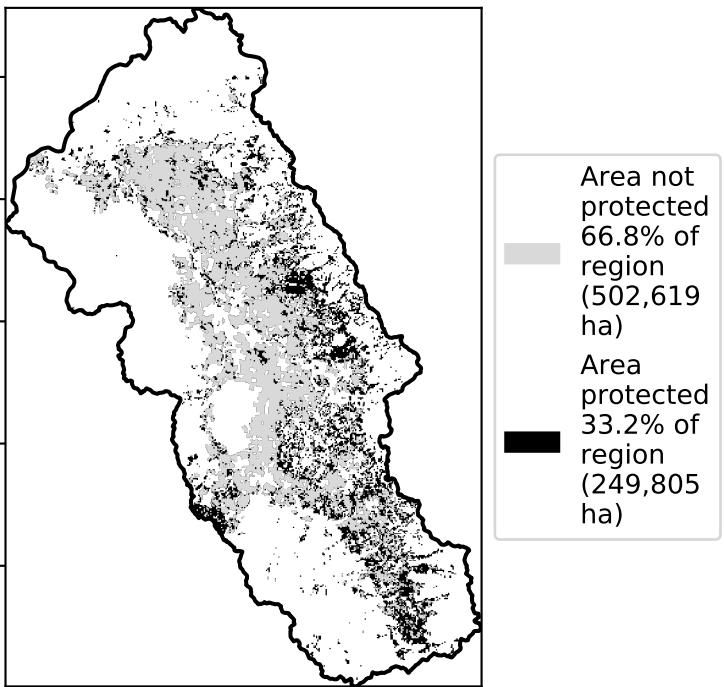 Area not
protected
66.8% of
region
(502,619
ha)
Area
protected
33.2% of
region
(249,805
ha)